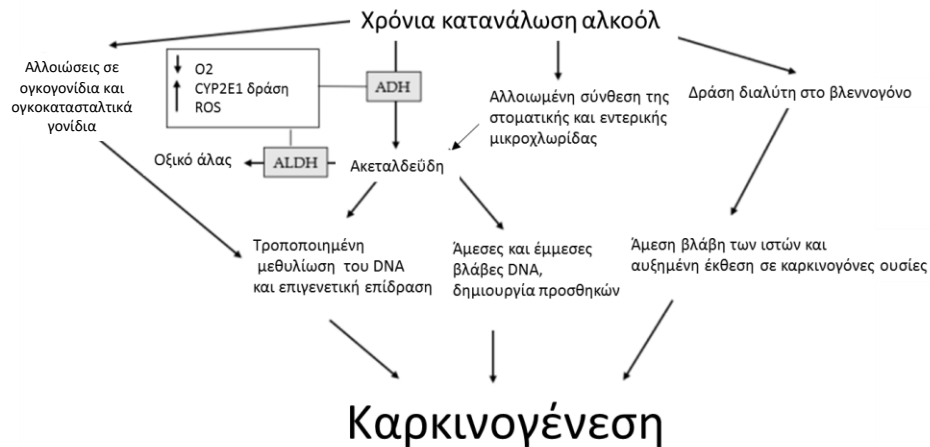 Χρόνια κατανάλωση αλκοόλ
Αλλοιώσεις σε
ογκογονίδια και
ογκοκατασταλτικά
γονίδια
O2
CYP2E1 δράση
ROS
ADH
Αλλοιωμένη σύνθεση της
στοματικής και εντερικής
μικροχλωρίδας
Δράση διαλύτη στο βλεννογόνο
Οξικό άλας
ALDH
Ακεταλδεΰδη
Τροποποιημένη
μεθυλίωση του DNA
και επιγενετική επίδραση
Άμεσες και έμμεσες
βλάβες DNA,
δημιουργία προσθηκών
Άμεση βλάβη των ιστών και
αυξημένη έκθεση σε καρκινογόνες ουσίες
Καρκινογένεση